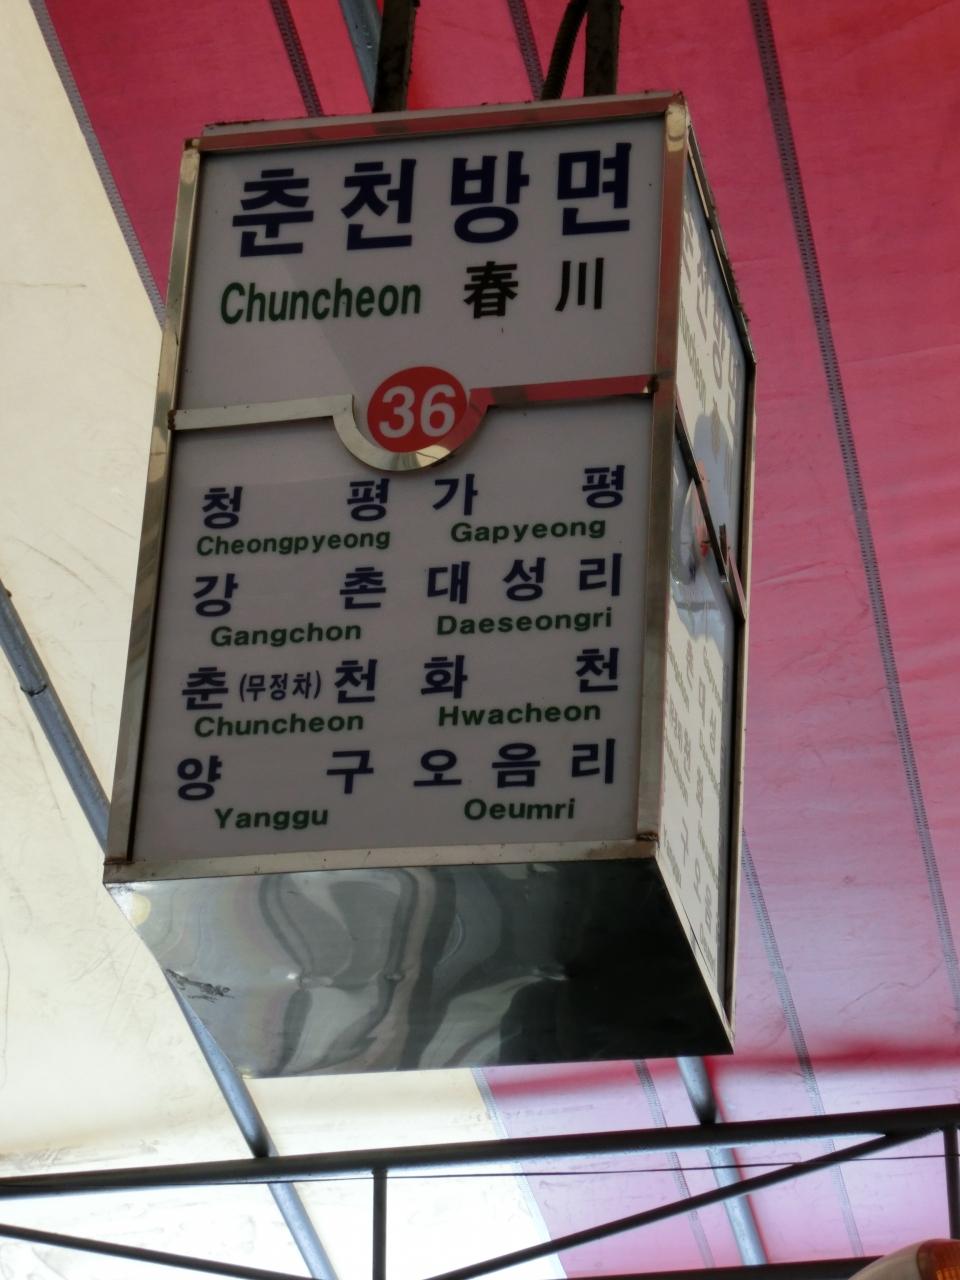 춘천방면
Chuncheon 春川
36
청평 가평
Cheongpyeong Gapyeong
강촌 대성리
Gangchon Daeseongri
춘(무정차)천 화천
Chuncheon Hwacheon
양구 오음리
Yanggu Oeumri